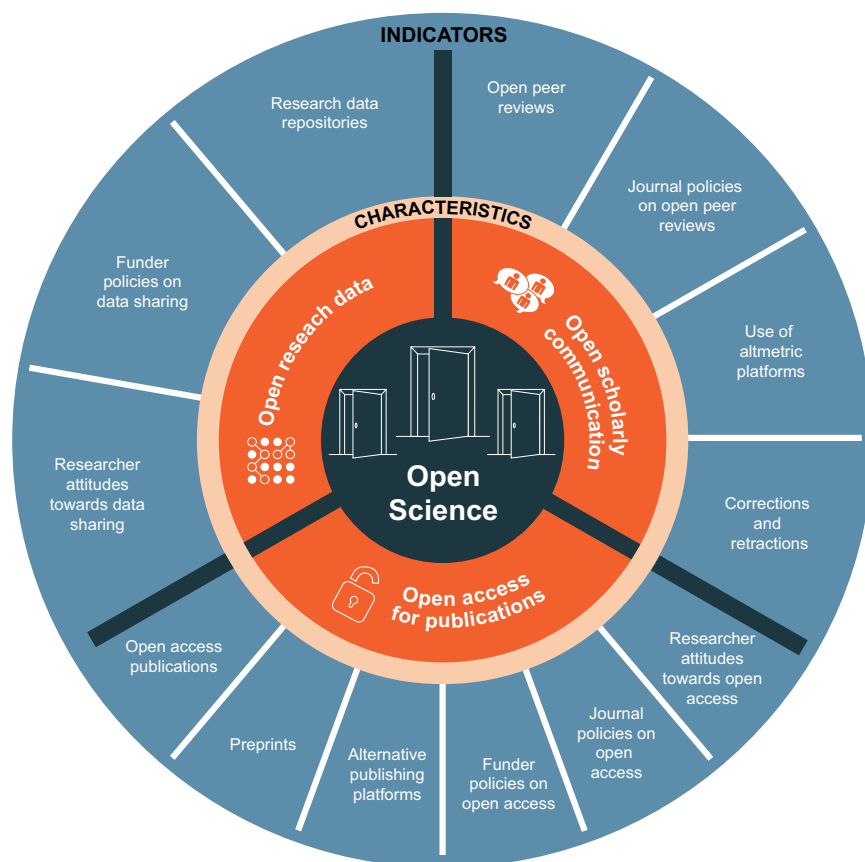 INDICATORS
Research data
repositories
Open peer
reviews
Journal policies
on open peer
reviews
Use of
altmetric
platforms
Corrections
and
retractions
Researcher
attitudes
towards open
access
Journal
policies on
open
access
Funder
policies on
open access
Alternative
publishing
platforms
Preprints
Open access
publications
Researcher
attitudes
towards data
sharing
Funder
policies on
data sharing
CHARACTERISTICS
Open reseach data
Open scholarly
communication
Open access
for publications
Open
Science